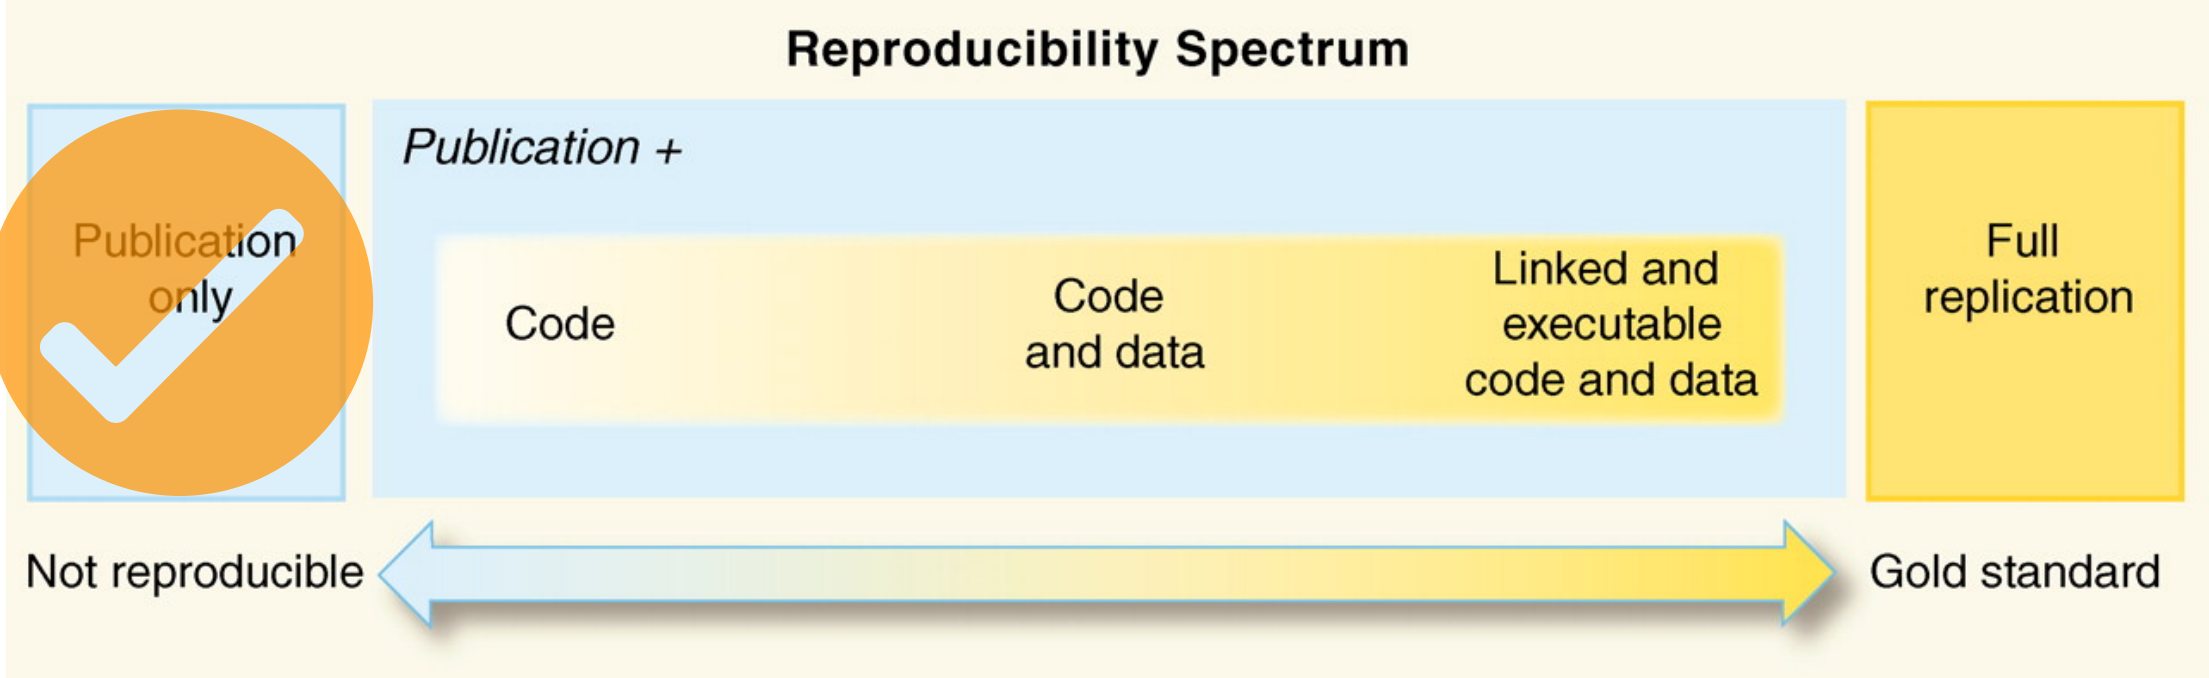 Reproducibility Spectrum
Publication
only
Publication +
Code
Code
and data
Linked and
executable
code and data
Full
replication
Not reproducible
Gold standard